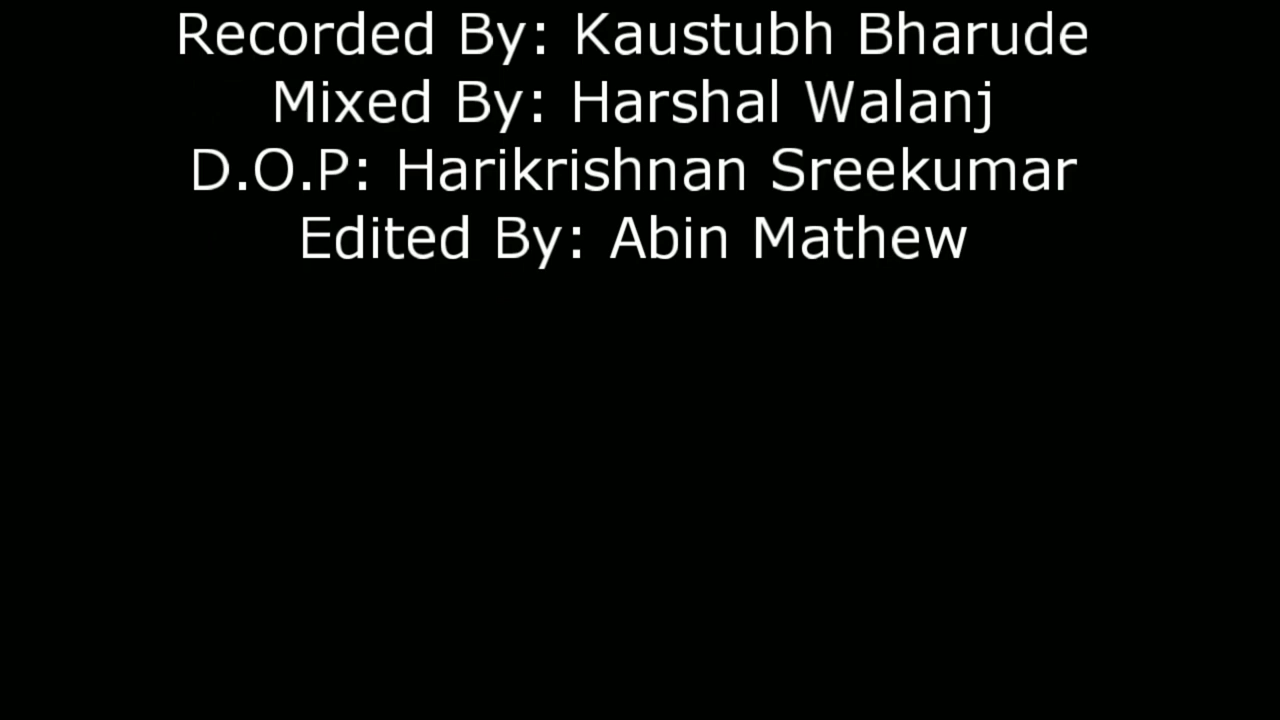 Recorded By: Kaustubh Bharude
Mixed By: Harshal Walanj
D.O.P: Harikrishnan Sreekumar
Edited By: Abin Mathew